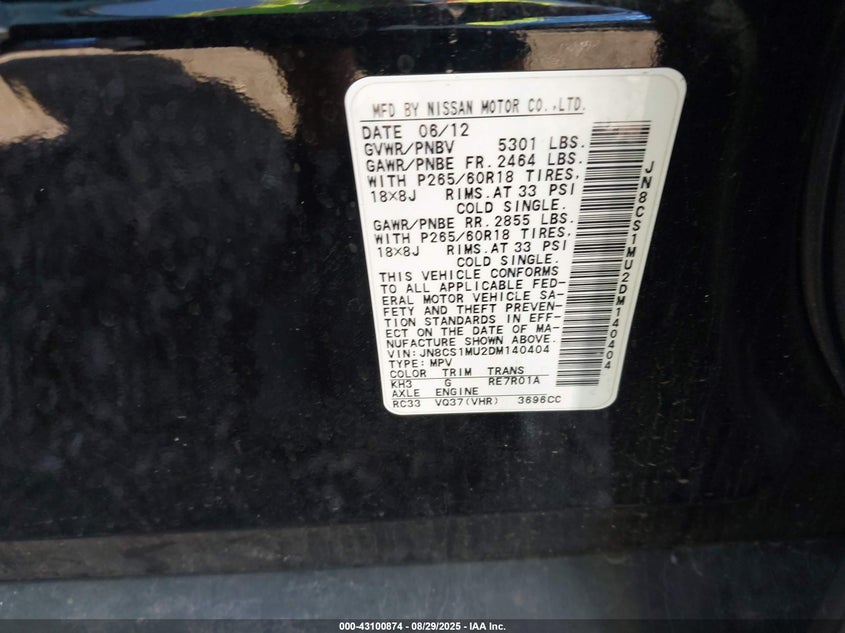 MFD BY NISSAN MOTOR CO.,LTD.
DATE 06/12
GVWR/PNBV 5301 LBS.
GAWR/PNBE FR. 2464 LBS.
WITH P265/60R18 TIRES,
18×8J RIMS.AT 33 PSI
COLD SINGLE.
GAWR/PNBE RR. 2855 LBS.
WITH P265/60R18 TIRES,
18×8J RIMS.AT 33 PSI
COLD SINGLE.
THIS VEHICLE CONFORMS
TO ALL APPLICABLE FED-
ERAL MOTOR VEHICLE SA-
FETY AND THEFT PREVEN-
TION STANDARDS IN EFF-
ECT ON THE DATE OF MA-
NUFACTURE SHOWN ABOVE.
VIN: JN8CS1MU2DM140404
TYPE: MPV
COLOR TRIM TRANS
KH3 G RE7R01A
AXLE ENGINE
RC33 VQ37(VHR) 3696CC
JN8CS1MU2DM140404
000-43100874 | 08/29/2025 - IAA Inc.